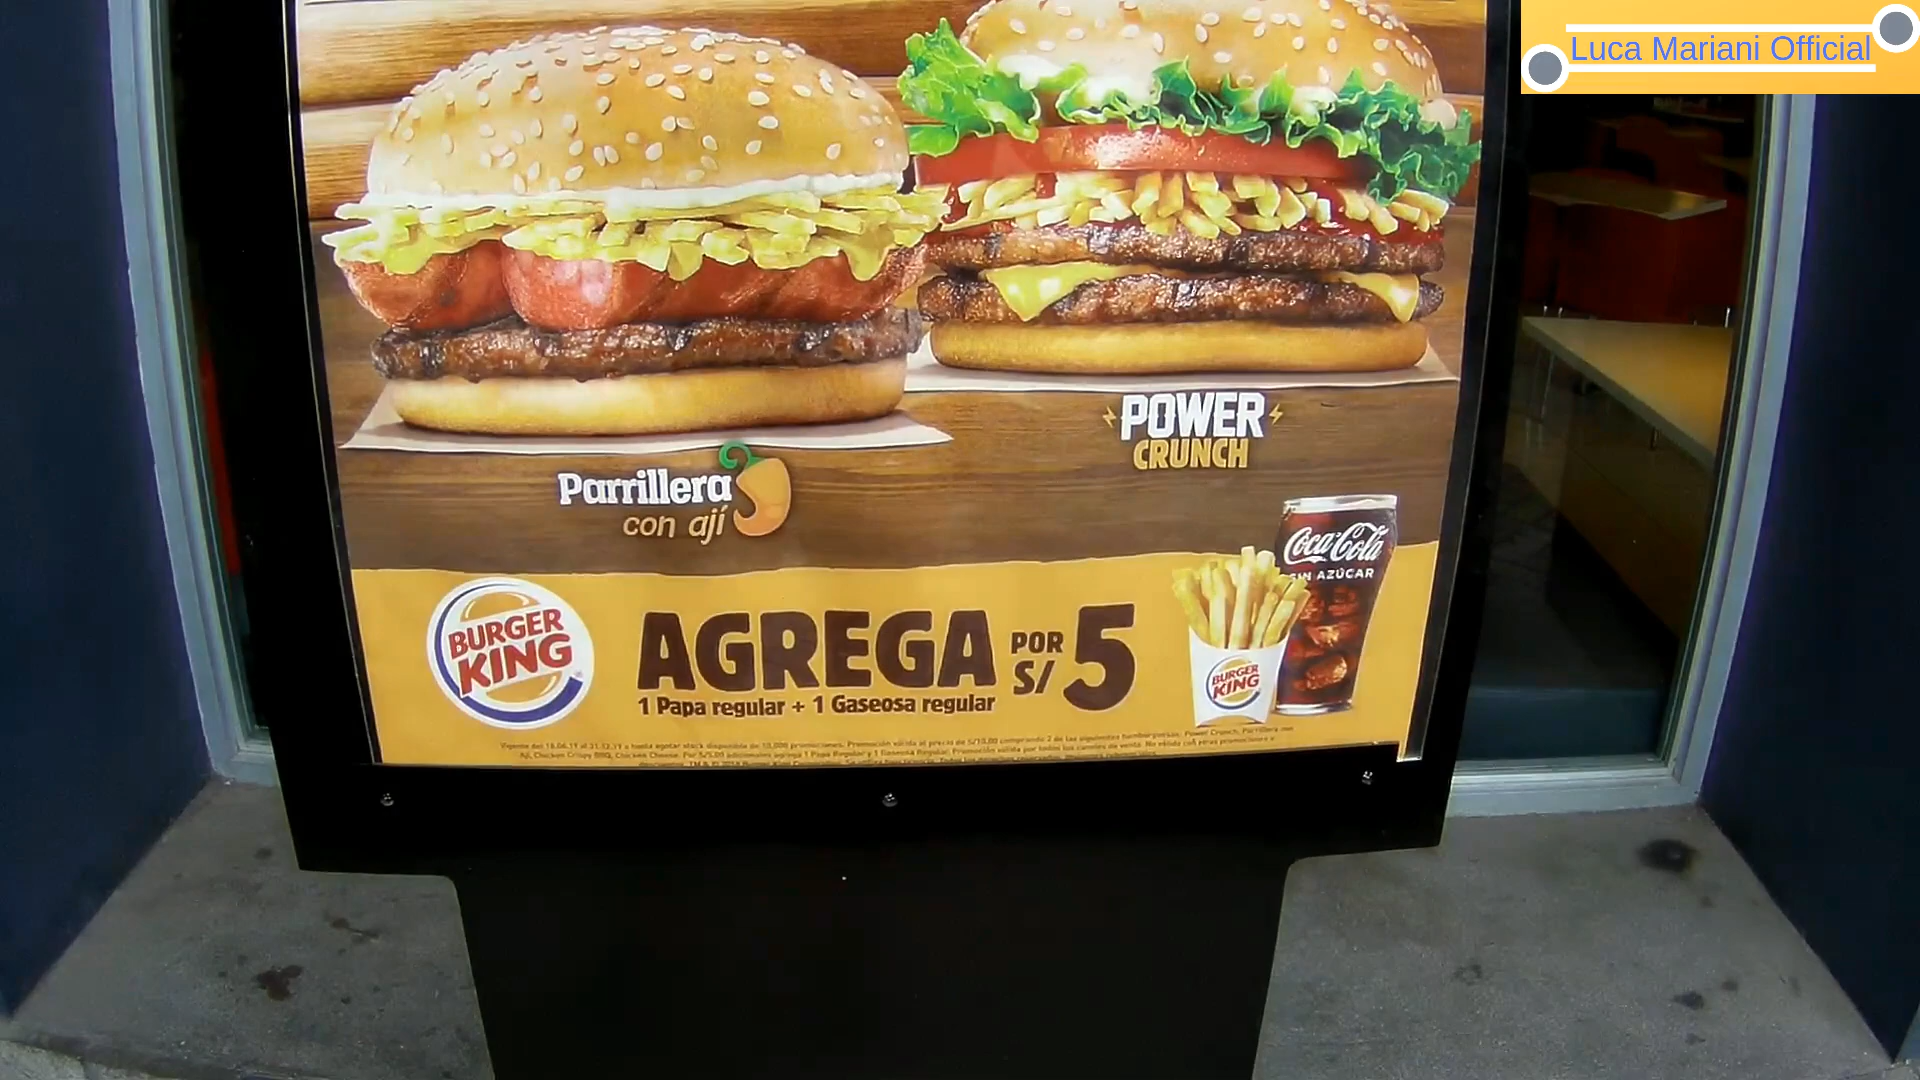 Luca Mariani Official
POWER
CRUNCH
Parrillera
con ají
Coca-Cola
SIN AZÚCAR
BURGER
KING
AGREGA POR S/ 5
1 Papa regular + 1 Gaseosa regular
BURGER
KING